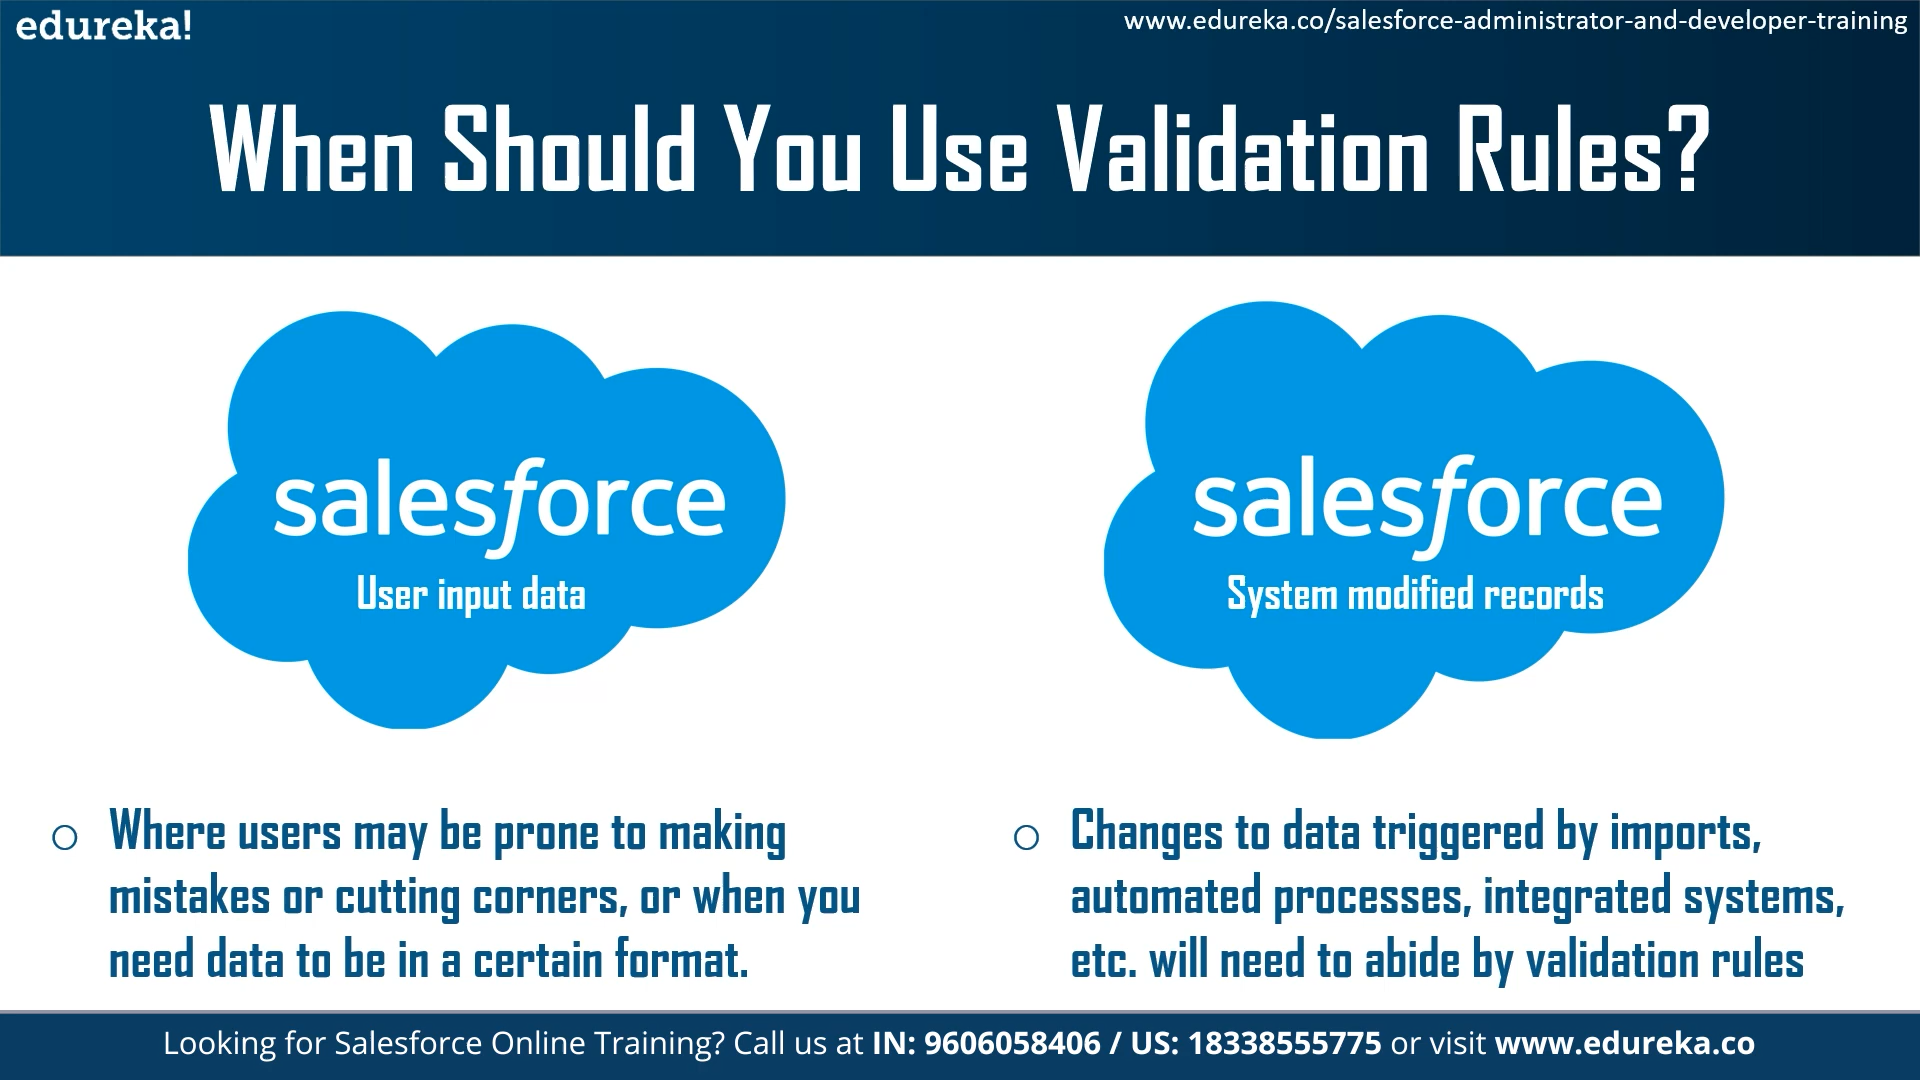 edureka!
www.edureka.co/salesforce-administrator-and-developer-training
When Should You Use Validation Rules?
salesforce
User input data
salesforce
System modified records
Where users may be prone to making
mistakes or cutting corners, or when you
need data to be in a certain format.
Changes to data triggered by imports,
automated processes, integrated systems,
etc. will need to abide by validation rules
Looking for Salesforce Online Training? Call us at IN: 9606058406 / US: 18338555775 or visit www.edureka.co